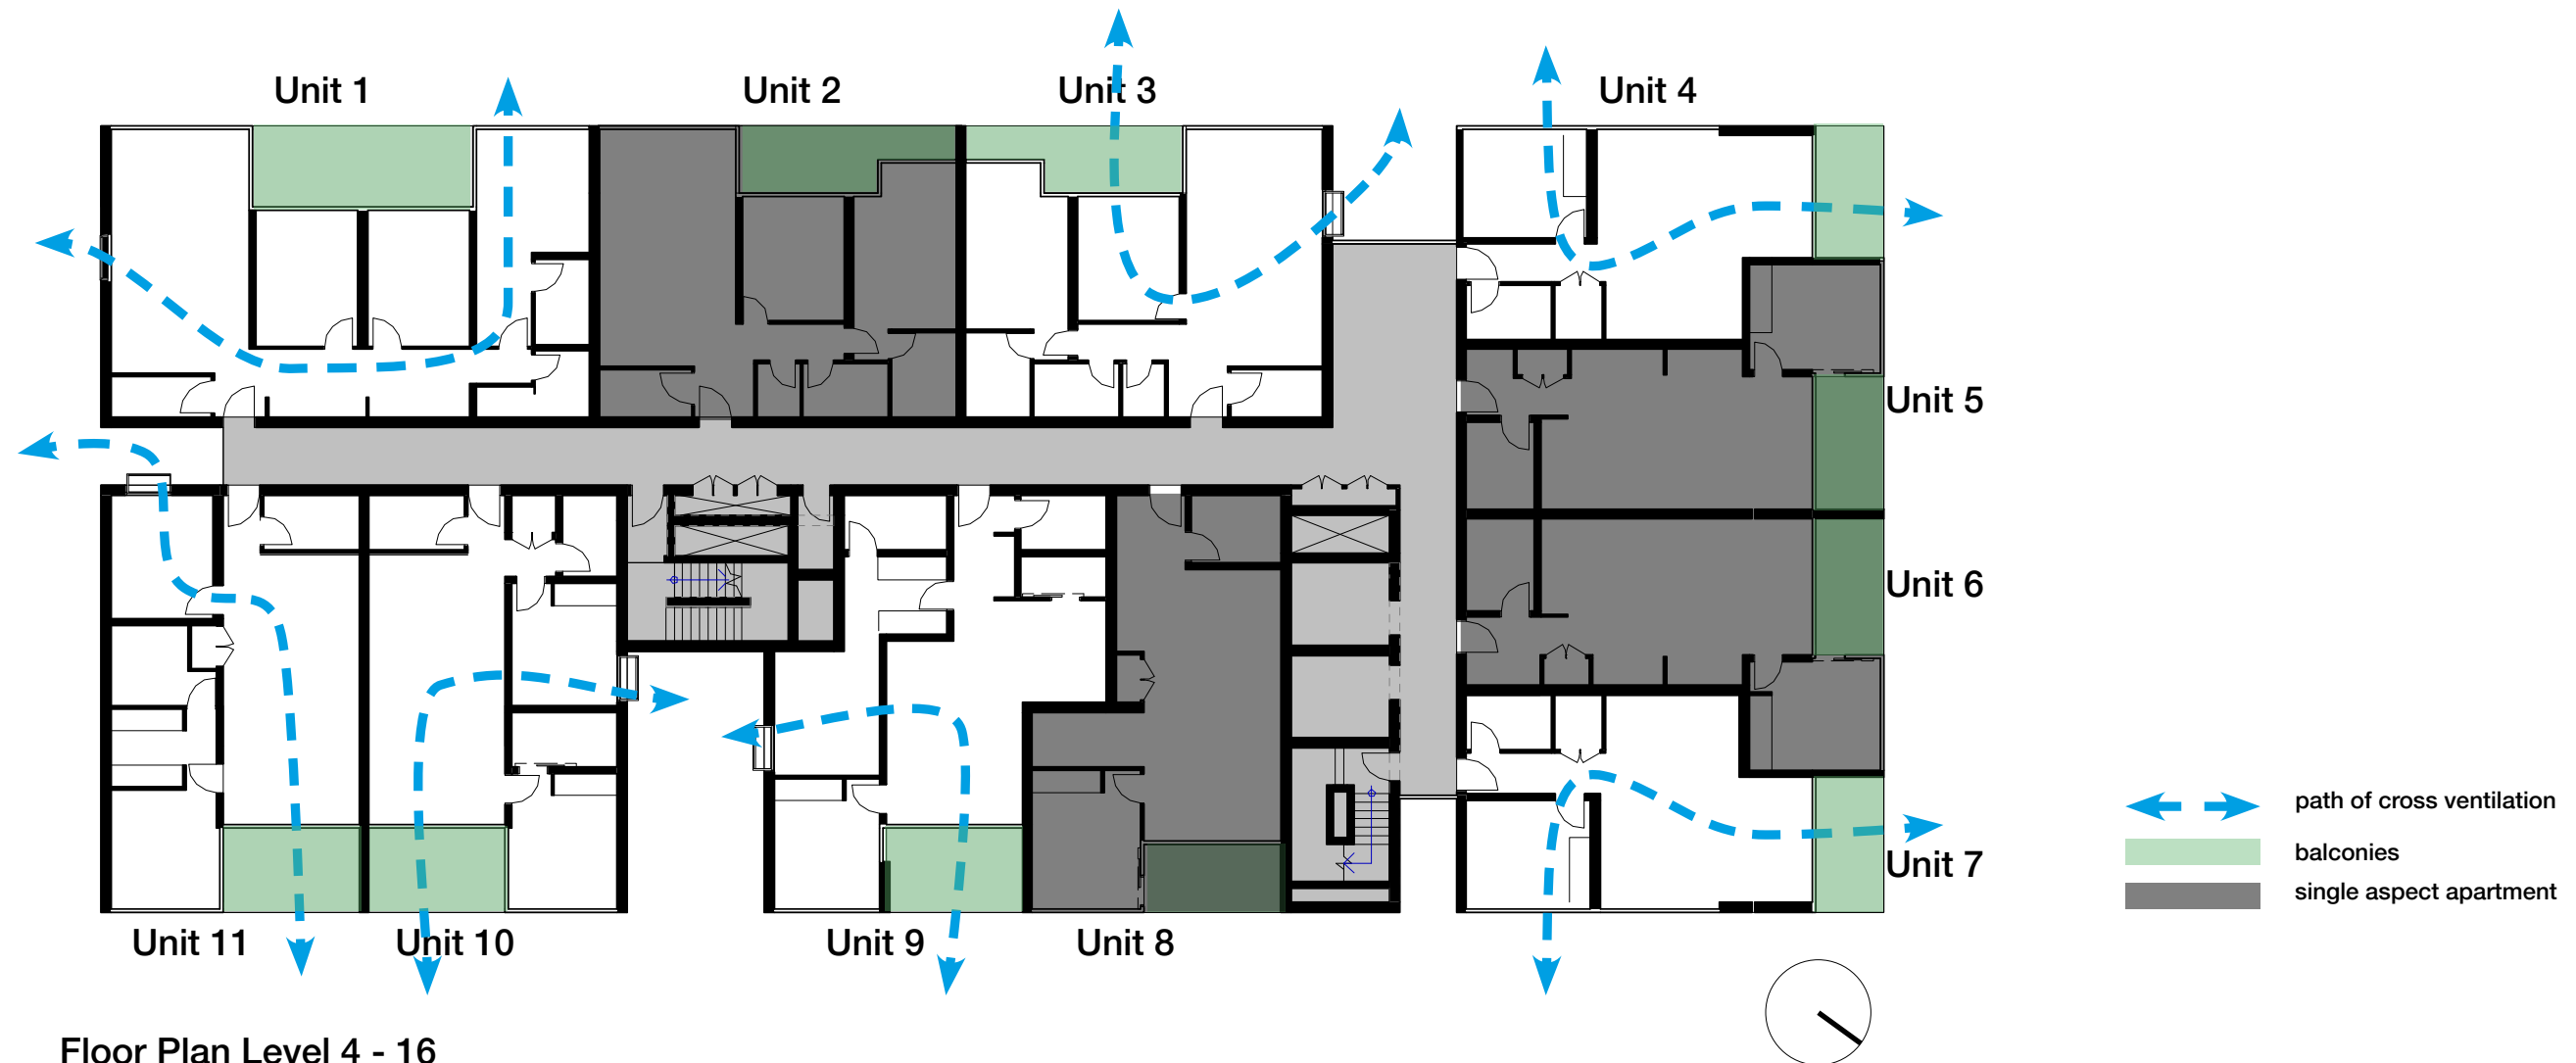 Unit 1
Unit 2
Unit 3
Unit 4
Unit 5
Unit 6
Unit 7
path of cross ventilation
balconies
single aspect apartment
Unit 11
Unit 10
Unit 9
Unit 8
Floor Plan Level 4 - 16